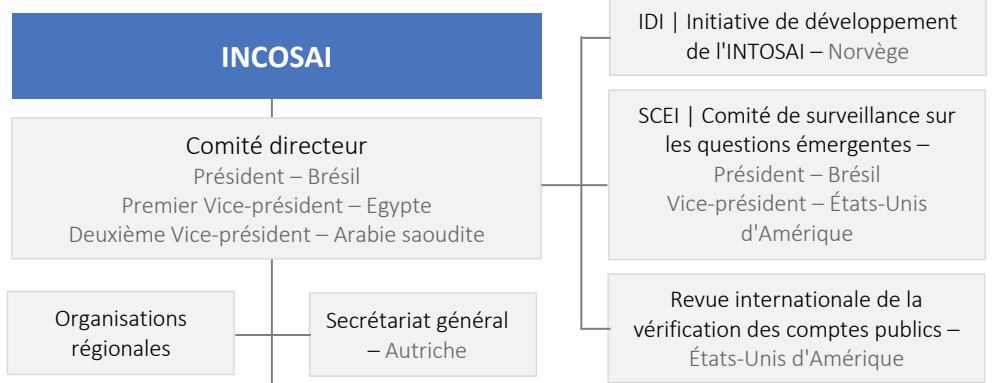 INCOSAI
Comité directeur
Président – Brésil
Premier Vice-président – Egypte
Deuxième Vice-président – Arabie saoudite
Organisations
régionales
Secrétariat général
– Autriche
IDI | Initiative de développement
de l'INTOSAI – Norvège
SCEI | Comité de surveillance sur
les questions émergentes –
Président – Brésil
Vice-président – États-Unis
d'Amérique
Revue internationale de la
vérification des comptes publics –
États-Unis d'Amérique